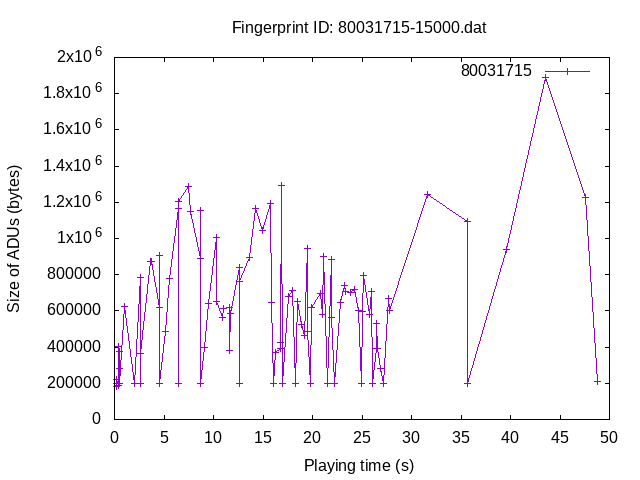 Fingerprint ID: 80031715-15000.dat
80031715
2x10^6
1.8x10^6
1.6x10^6
1.4x10^6
1.2x10^6
1x10^6
800000
600000
400000
200000
0
Size of ADUs (bytes)
0 5 10 15 20 25 30 35 40 45 50
Playing time (s)